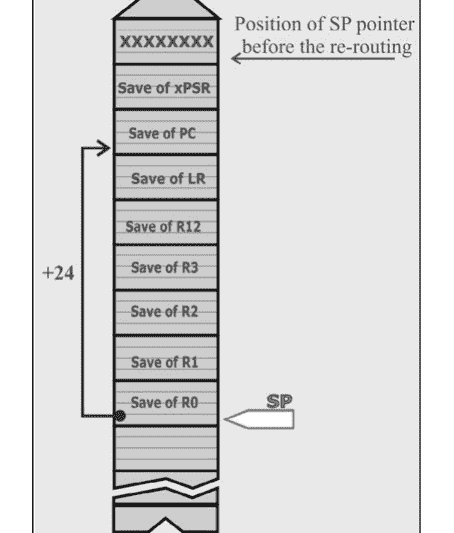 Position of SP pointer
before the re-routing
XXXXXXXX
Save of xPSR
Save of PC
Save of LR
Save of R12
+24
Save of R3
Save of R2
Save of R1
Save of R0
SP